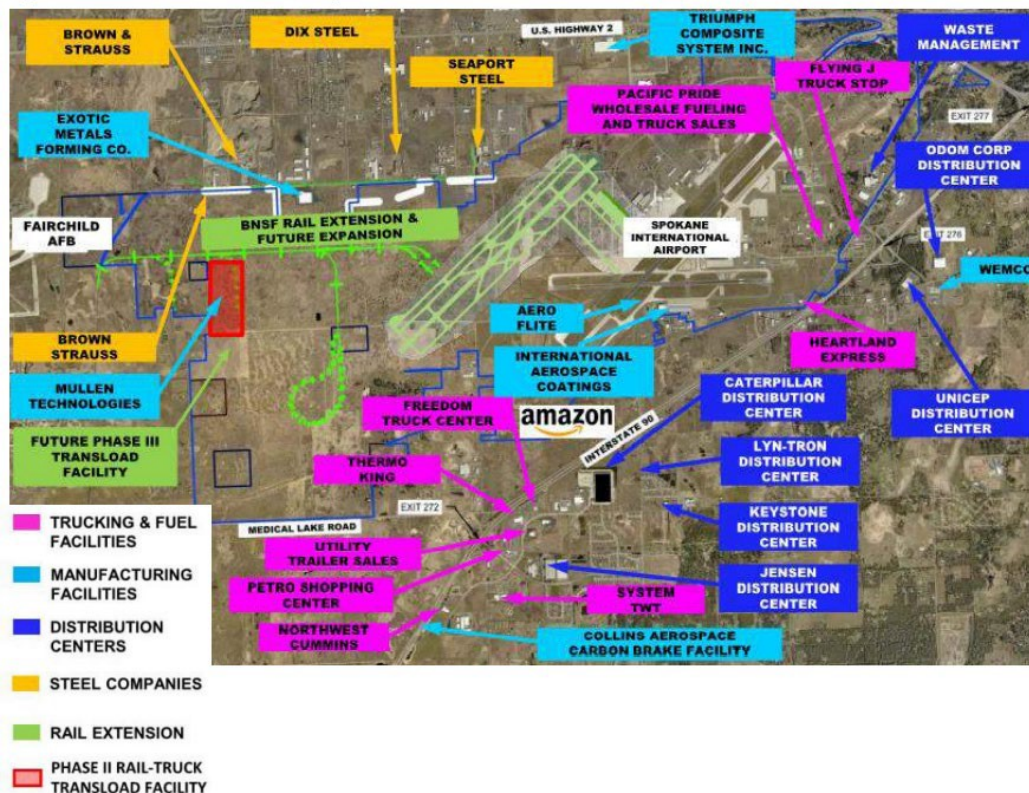 BROWN &
STRAUSS
DIX STEEL
U.S. HIGHWAY 2
TRIUMPH
COMPOSITE
SYSTEM INC.
WASTE
MANAGEMENT
SEAPORT
STEEL
FLYING J
TRUCK STOP
PACIFIC PRIDE
WHOLESALE FUELING
AND TRUCK SALES
EXOTIC
METALS
FORMING CO.
EXIT 277
ODOM CORP
DISTRIBUTION
CENTER
FAIRCHILD
AFB
BNSF RAIL EXTENSION &
FUTURE EXPANSION
SPOKANE
INTERNATIONAL
AIRPORT
EXIT 276
WEMCO
AERO
FLITE
BROWN
STRAUSS
HEARTLAND
EXPRESS
INTERNATIONAL
AEROSPACE
COATINGS
MULLEN
TECHNOLOGIES
CATERPILLAR
DISTRIBUTION
CENTER
UNICEP
DISTRIBUTION
CENTER
FREEDOM
TRUCK CENTER
amazon
INTERSTATE 90
FUTURE PHASE III
TRANSLOAD
FACILITY
LYN-TRON
DISTRIBUTION
CENTER
THERMO
KING
EXIT 272
KEYSTONE
DISTRIBUTION
CENTER
MEDICAL LAKE ROAD
UTILITY
TRAILER SALES
JENSEN
DISTRIBUTION
CENTER
PETRO SHOPPING
CENTER
SYSTEM
TWT
NORTHWEST
CUMMINS
COLLINS AEROSPACE
CARBON BRAKE FACILITY
TRUCKING & FUEL
FACILITIES
MANUFACTURING
FACILITIES
DISTRIBUTION
CENTERS
STEEL COMPANIES
RAIL EXTENSION
PHASE II RAIL-TRUCK
TRANSLOAD FACILITY